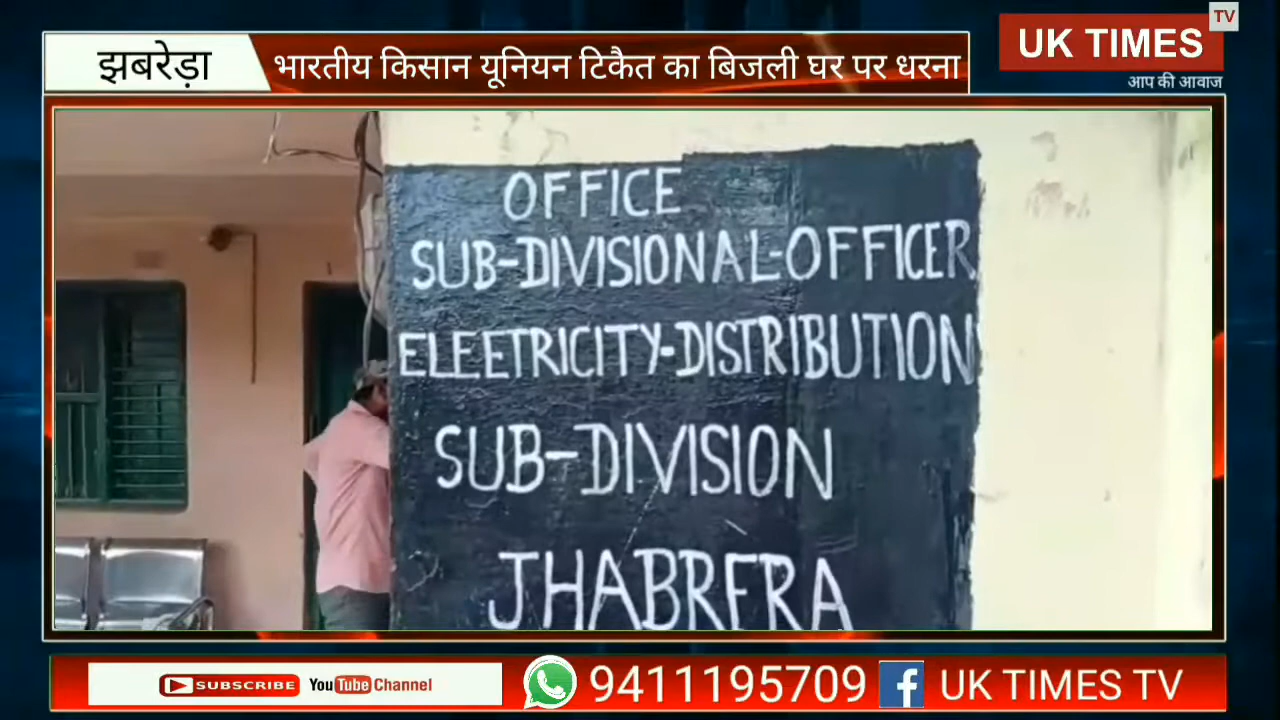 TV
UK TIMES
आप की आवाज
झबरेड़ा
भारतीय किसान यूनियन टिकैत का बिजली घर पर धरना
OFFICE
SUB-DIVISIONAL-OFFICER
ELEETRICITY-DISTRIBUTION
SUB-DIVISION
JHABRERA
SUBSCRIBE YouTube Channel 9411195709 f UK TIMES TV